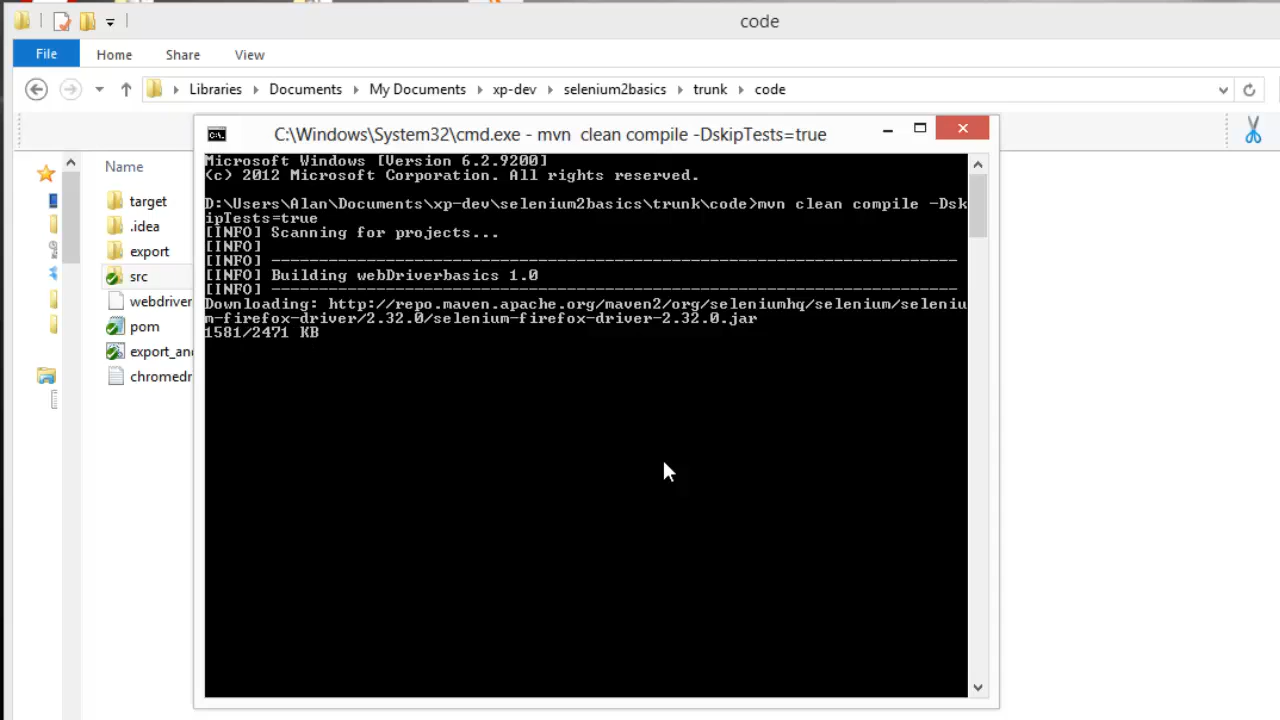 code
File
Home
Share
View
Libraries
Documents
My Documents
xp-dev
selenium2basics
trunk
code
Name
target
.idea
export
src
webdriver
pom
export_and
chromedr
C:\Windows\System32\cmd.exe - mvn  clean compile -DskipTests=true
Microsoft Windows [Version 6.2.9200]
(c) 2012 Microsoft Corporation. All rights reserved.
D:\Users\Alan\Documents\xp-dev\selenium2basics\trunk\code>mvn clean compile -Dsk
ipTests=true
[INFO] Scanning for projects...
[INFO]
[INFO] ------------------------------------------------------------------------
[INFO] Building webDriverbasics 1.0
[INFO] ------------------------------------------------------------------------
Downloading: http://repo.maven.apache.org/maven2/org/seleniumhq/selenium/seleniu
m-firefox-driver/2.32.0/selenium-firefox-driver-2.32.0.jar
1581/2471 KB